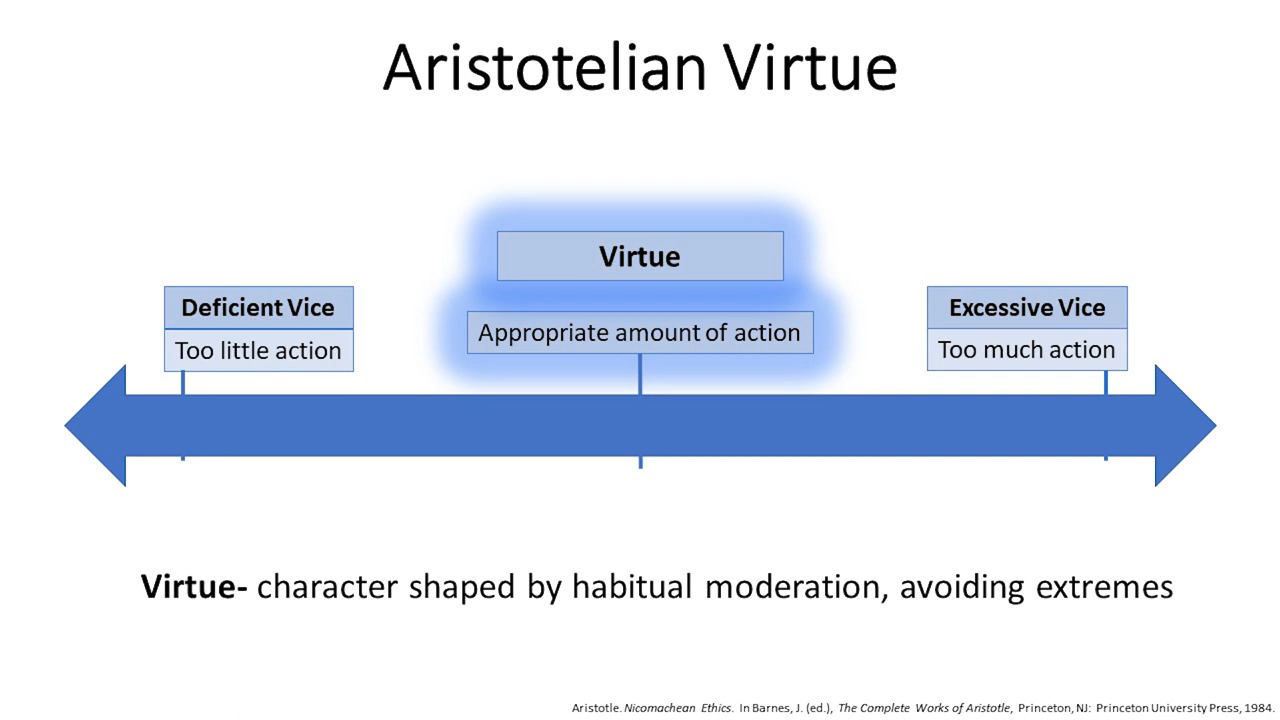 Aristotelian Virtue
Virtue
Deficient Vice
Too little action
Appropriate amount of action
Excessive Vice
Too much action
Virtue- character shaped by habitual moderation, avoiding extremes
Aristotle. Nicomachean Ethics. In Barnes, J. (ed.), The Complete Works of Aristotle, Princeton, NJ: Princeton University Press, 1984.